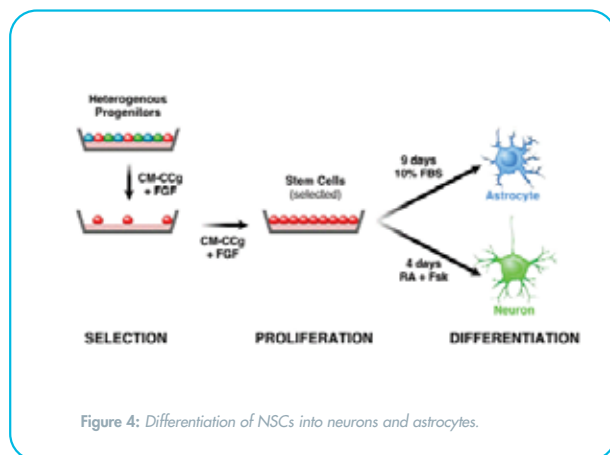 Heterogenous
Progenitors
CM-CCg
+ FGF
CM-CCg
+ FGF
Stem Cells
(selected)
9 days
10% FBS
Astrocyte
4 days
RA + Fsk
Neuron
SELECTION
PROLIFERATION
DIFFERENTIATION
Figure 4: Differentiation of NSCs into neurons and astrocytes.